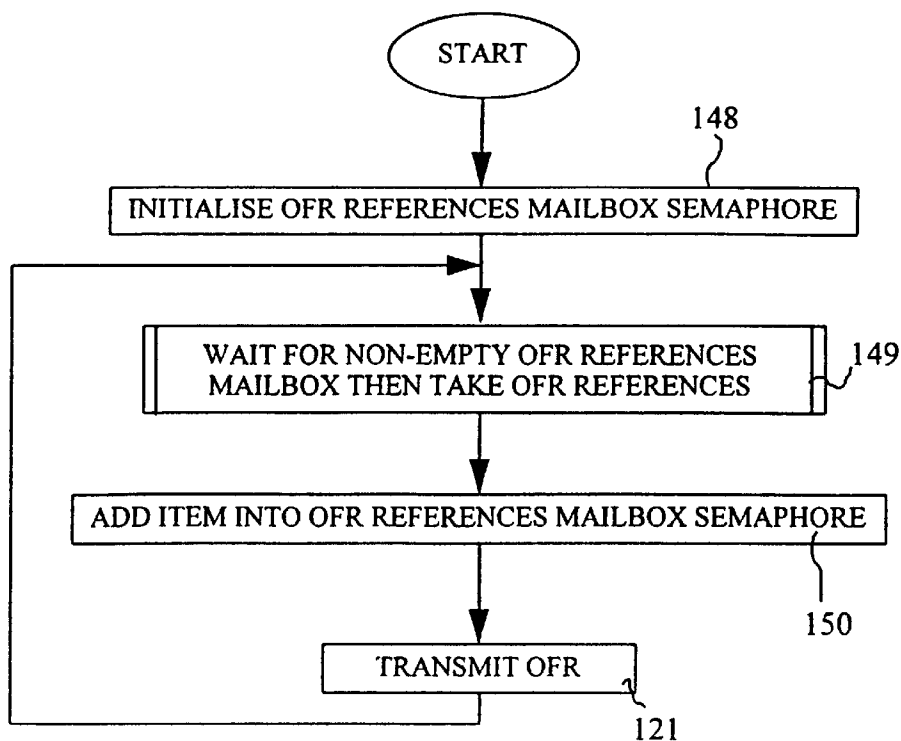 START
148
INITIALISE OFR REFERENCES MAILBOX SEMAPHORE
WAIT FOR NON-EMPTY OFR REFERENCES
MAILBOX THEN TAKE OFR REFERENCES
149
ADD ITEM INTO OFR REFERENCES MAILBOX SEMAPHORE
150
TRANSMIT OFR
121